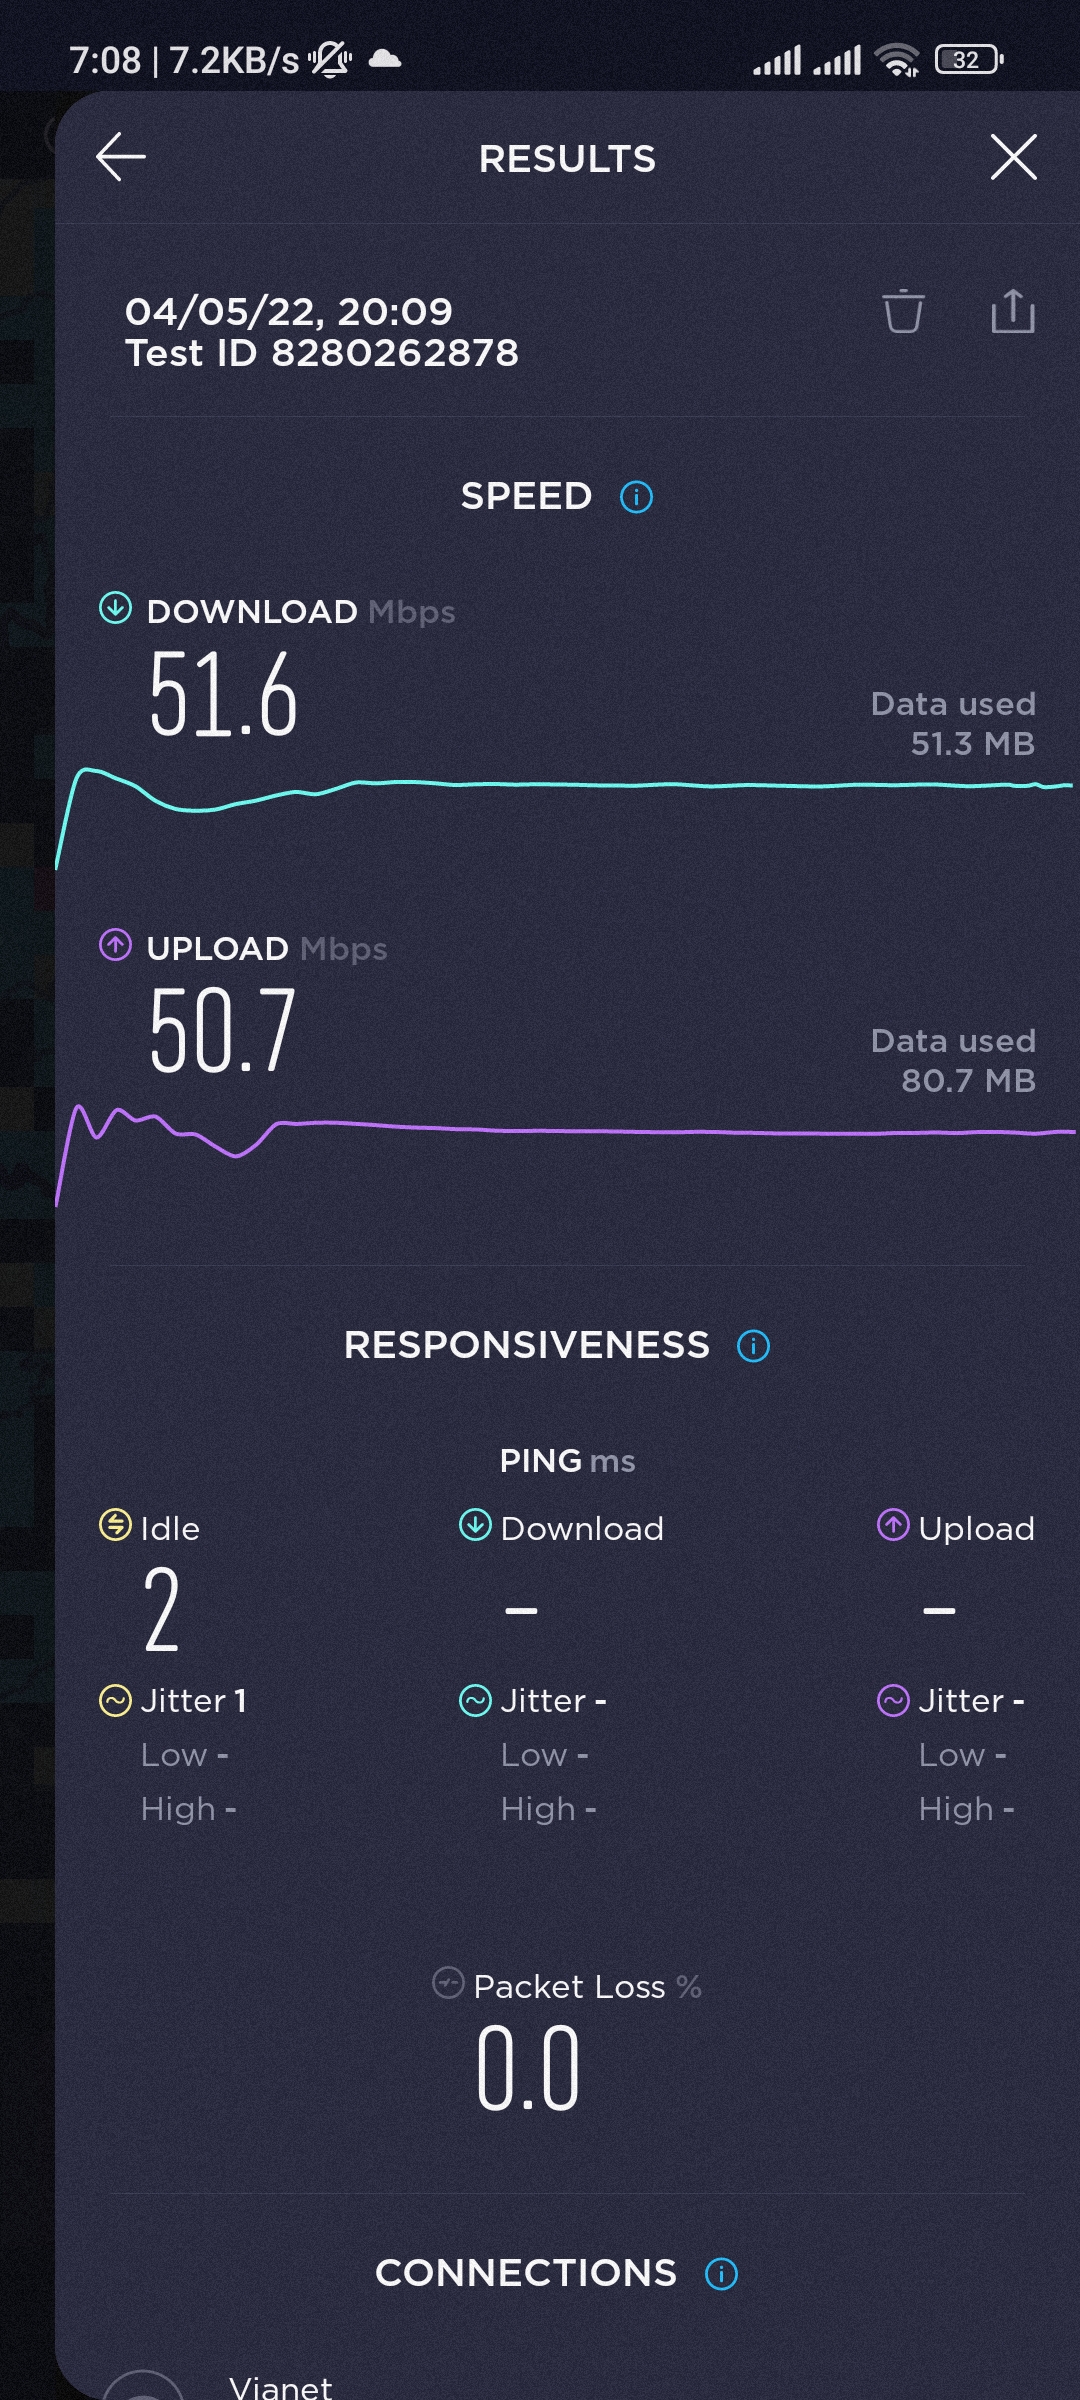 7:08 | 7.2KB/s 32
RESULTS
04/05/22, 20:09
Test ID 8280262878
SPEED
DOWNLOAD Mbps
51.6
Data used
51.3 MB
UPLOAD Mbps
50.7
Data used
80.7 MB
RESPONSIVENESS
PING ms
Idle Download Upload
2 - -
Jitter 1 Jitter - Jitter -
Low - Low - Low -
High - High - High -
Packet Loss %
0.0
CONNECTIONS
Vianet